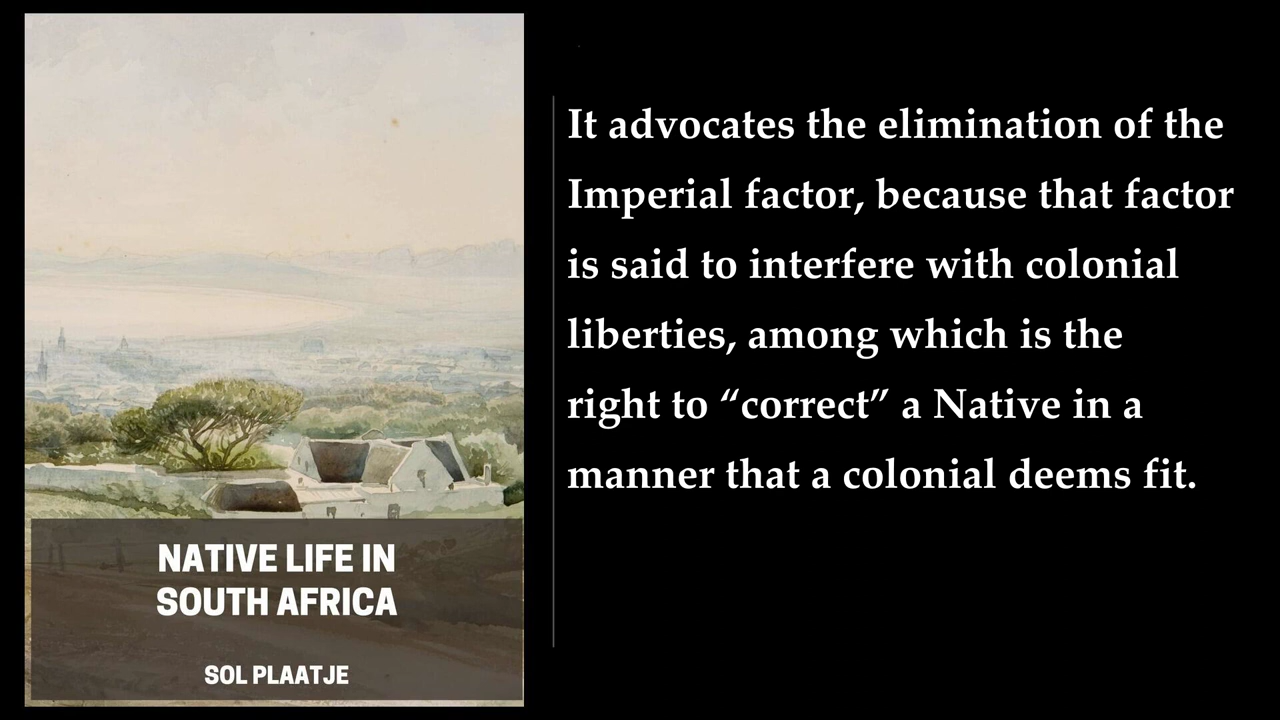 It advocates the elimination of the
Imperial factor, because that factor
is said to interfere with colonial
liberties, among which is the
right to “correct” a Native in a
manner that a colonial deems fit.
NATIVE LIFE IN
SOUTH AFRICA
SOL PLAATJE